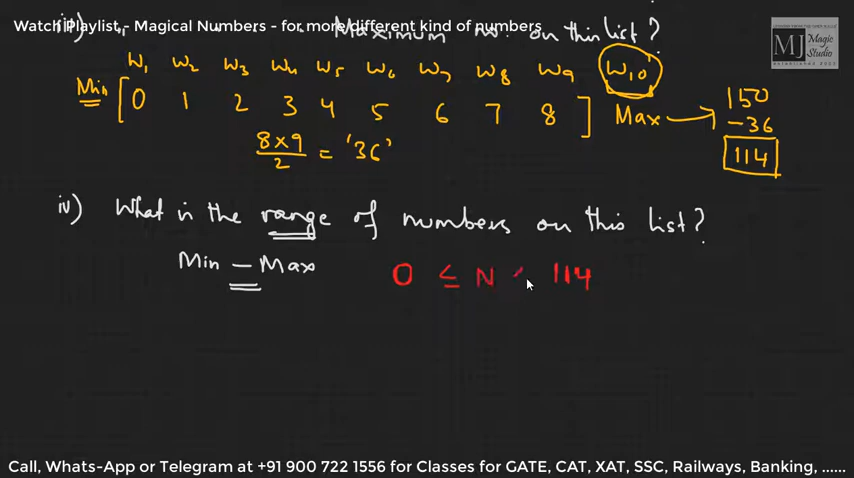 Watch Playlist - Magical Numbers - for more different kind of numbers
iii) Maximum no. on this list?
MJ Magic Studio
W1 W2 W3 W4 W5 W6 W7 W8 W9 W10
Min [ 0 1 2 3 4 5 6 7 8 ] Max → 150
- 36
114
8 x 9 / 2 = '36'
iv) What is the range of numbers on this list?
Min - Max 0 ≤ N < 114
Call, Whats-App or Telegram at +91 900 722 1556 for Classes for GATE, CAT, XAT, SSC, Railways, Banking, ......